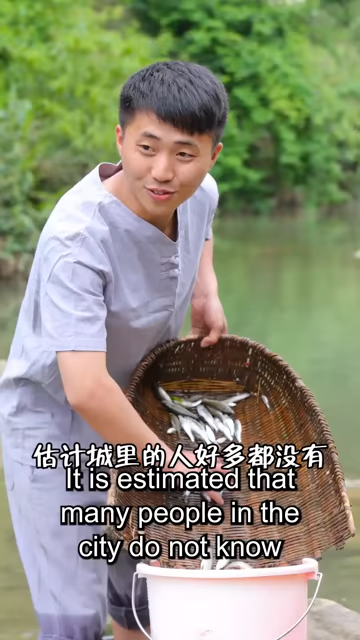 估计城里的人好多都没有
It is estimated that
many people in the
city do not know